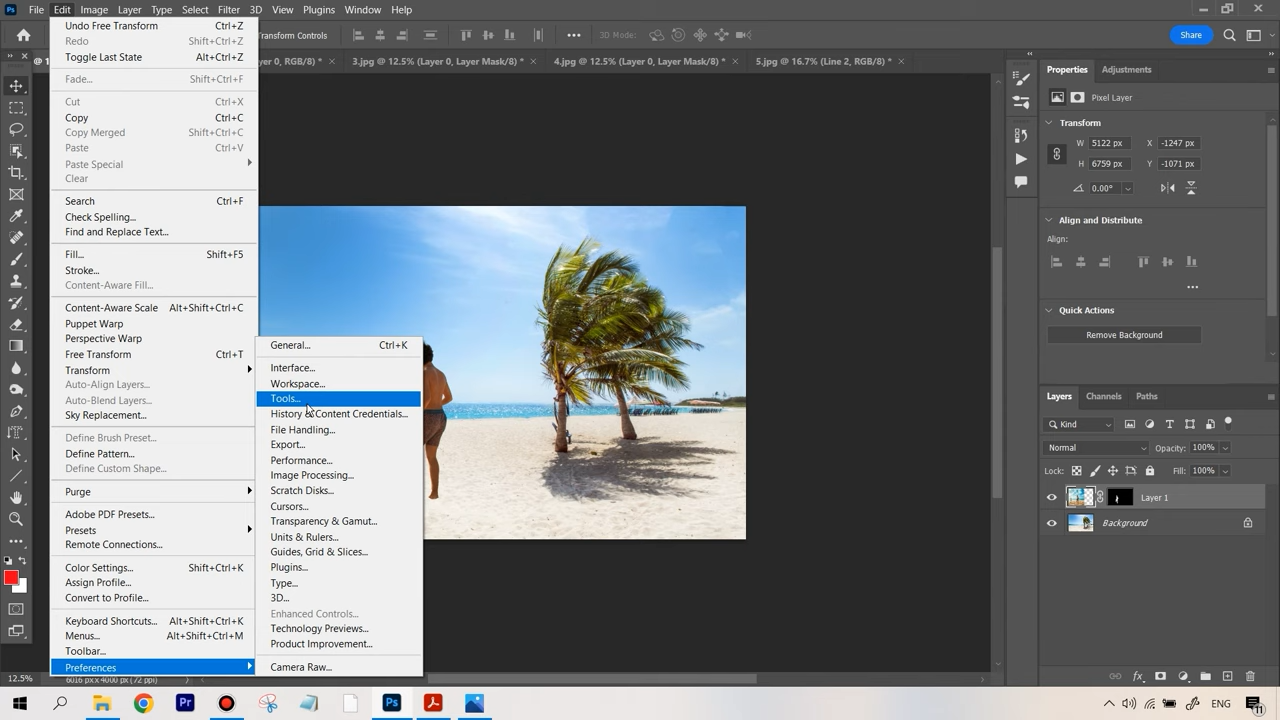 Ps File Edit Image Layer Type Select Filter 3D View Plugins Window Help
Transform Controls 3D Mode: Share
er 0, RGB/8) * 3.jpg @ 12.5% (Layer 0, Layer Mask/8) * 4.jpg @ 12.5% (Layer 0, Layer Mask/8) * 5.jpg @ 16.7% (Line 2, RGB/8) *
Undo Free Transform Ctrl+Z
Redo Shift+Ctrl+Z
Toggle Last State Alt+Ctrl+Z
Fade... Shift+Ctrl+F
Cut Ctrl+X
Copy Ctrl+C
Copy Merged Shift+Ctrl+C
Paste Ctrl+V
Paste Special
Clear
Search Ctrl+F
Check Spelling...
Find and Replace Text...
Fill... Shift+F5
Stroke...
Content-Aware Fill...
Content-Aware Scale Alt+Shift+Ctrl+C
Puppet Warp
Perspective Warp
Free Transform Ctrl+T
Transform
Auto-Align Layers...
Auto-Blend Layers...
Sky Replacement...
Define Brush Preset...
Define Pattern...
Define Custom Shape...
Purge
Adobe PDF Presets...
Presets
Remote Connections...
Color Settings... Shift+Ctrl+K
Assign Profile...
Convert to Profile...
Keyboard Shortcuts... Alt+Shift+Ctrl+K
Menus... Alt+Shift+Ctrl+M
Toolbar...
Preferences
General... Ctrl+K
Interface...
Workspace...
Tools...
History & Content Credentials...
File Handling...
Export...
Performance...
Image Processing...
Scratch Disks...
Cursors...
Transparency & Gamut...
Units & Rulers...
Guides, Grid & Slices...
Plugins...
Type...
3D...
Enhanced Controls...
Technology Previews...
Product Improvement...
Camera Raw...
Properties Adjustments
Pixel Layer
Transform
W 5122 px X -1247 px
H 6759 px Y -1071 px
0.00°
Align and Distribute
Align:
Quick Actions
Remove Background
Layers Channels Paths
Kind
Normal Opacity: 100%
Lock: Fill: 100%
Layer 1
Background
12.5% 6016 px x 4000 px (72 ppi)
Pr Ps ENG 11